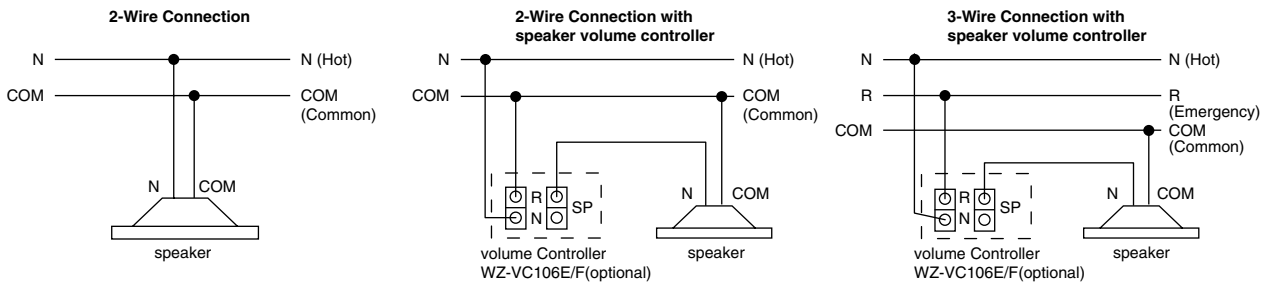 2-Wire Connection
N
N (Hot)
COM
COM
(Common)
N
COM
speaker
2-Wire Connection with
speaker volume controller
N
N (Hot)
COM
COM
(Common)
R
N
SP
N
COM
volume Controller
WZ-VC106E/F(optional)
speaker
3-Wire Connection with
speaker volume controller
N
N (Hot)
R
R
(Emergency)
COM
COM
(Common)
R
N
SP
N
COM
volume Controller
WZ-VC106E/F(optional)
speaker